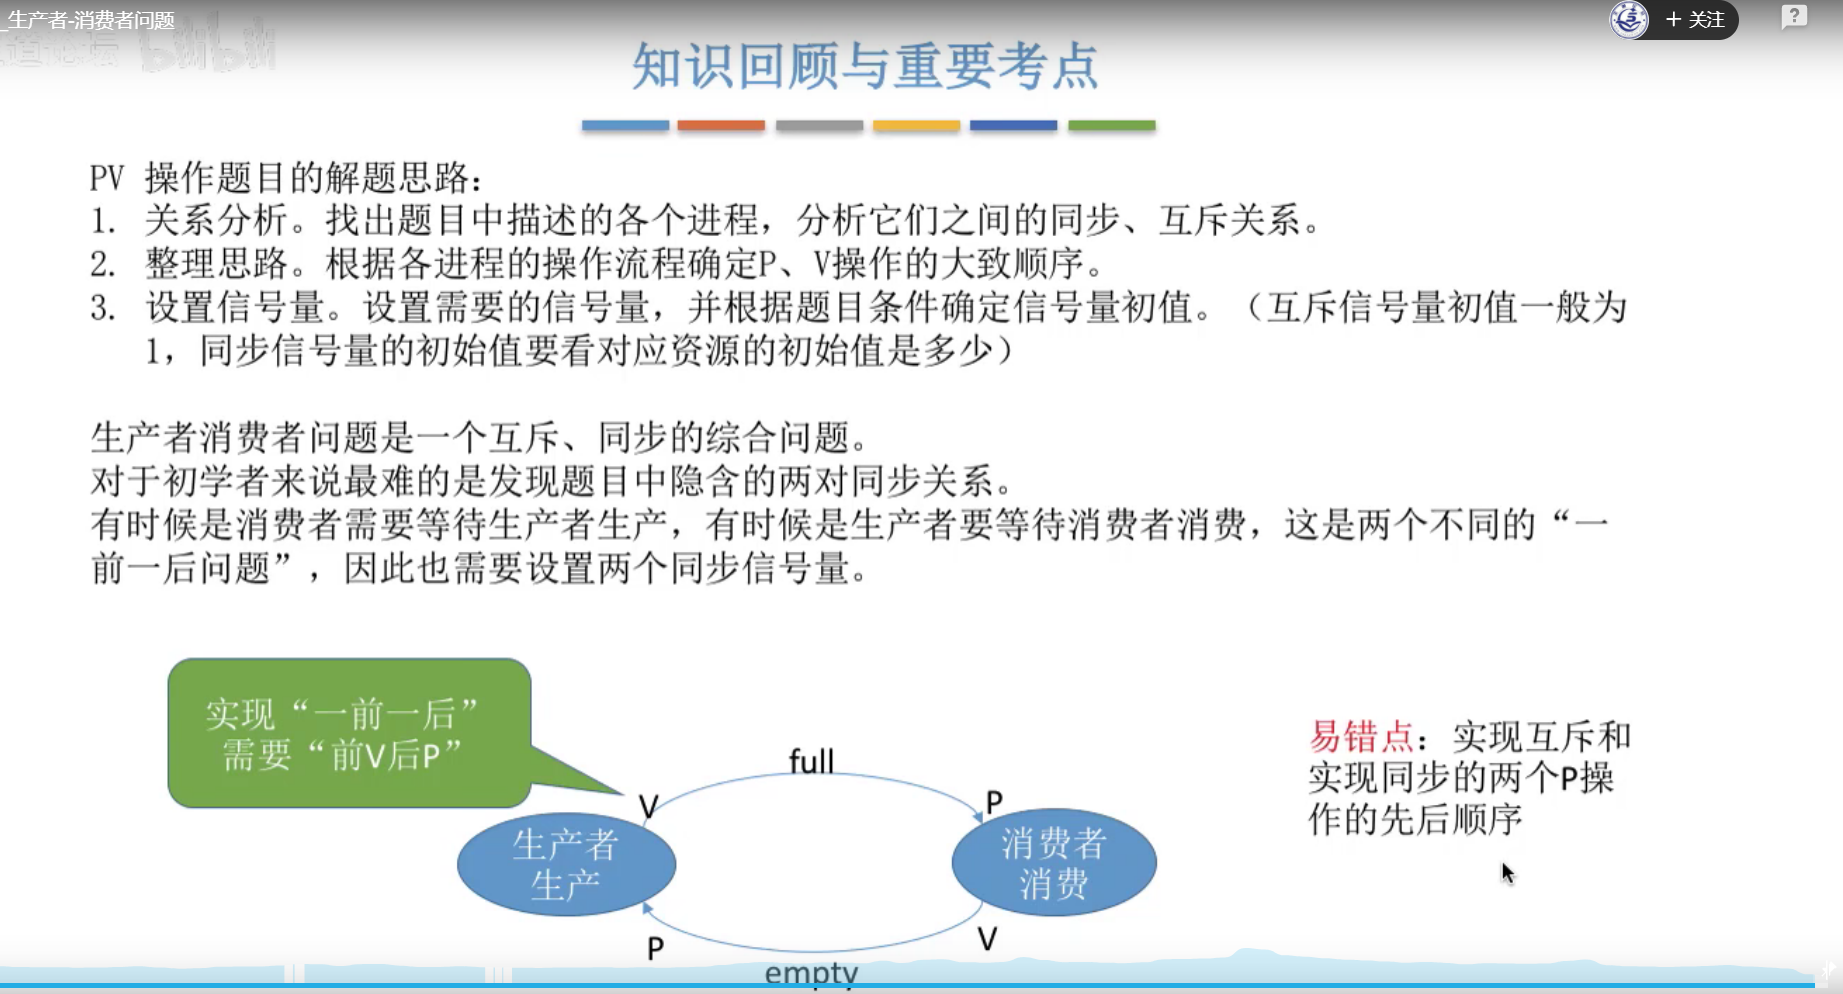 _生产者-消费者问题
+ 关注
?
道论坛 bilibili
知识回顾与重要考点
PV 操作题目的解题思路：
1. 关系分析。找出题目中描述的各个进程，分析它们之间的同步、互斥关系。
2. 整理思路。根据各进程的操作流程确定P、V操作的大致顺序。
3. 设置信号量。设置需要的信号量，并根据题目条件确定信号量初值。（互斥信号量初值一般为
1，同步信号量的初始值要看对应资源的初始值是多少）
生产者消费者问题是一个互斥、同步的综合问题。
对于初学者来说最难的是发现题目中隐含的两对同步关系。
有时候是消费者需要等待生产者生产，有时候是生产者要等待消费者消费，这是两个不同的“一
前一后问题”，因此也需要设置两个同步信号量。
实现“一前一后”
需要“前V后P”
full
V
P
生产者
生产
消费者
消费
P
V
empty
易错点：实现互斥和
实现同步的两个P操
作的先后顺序